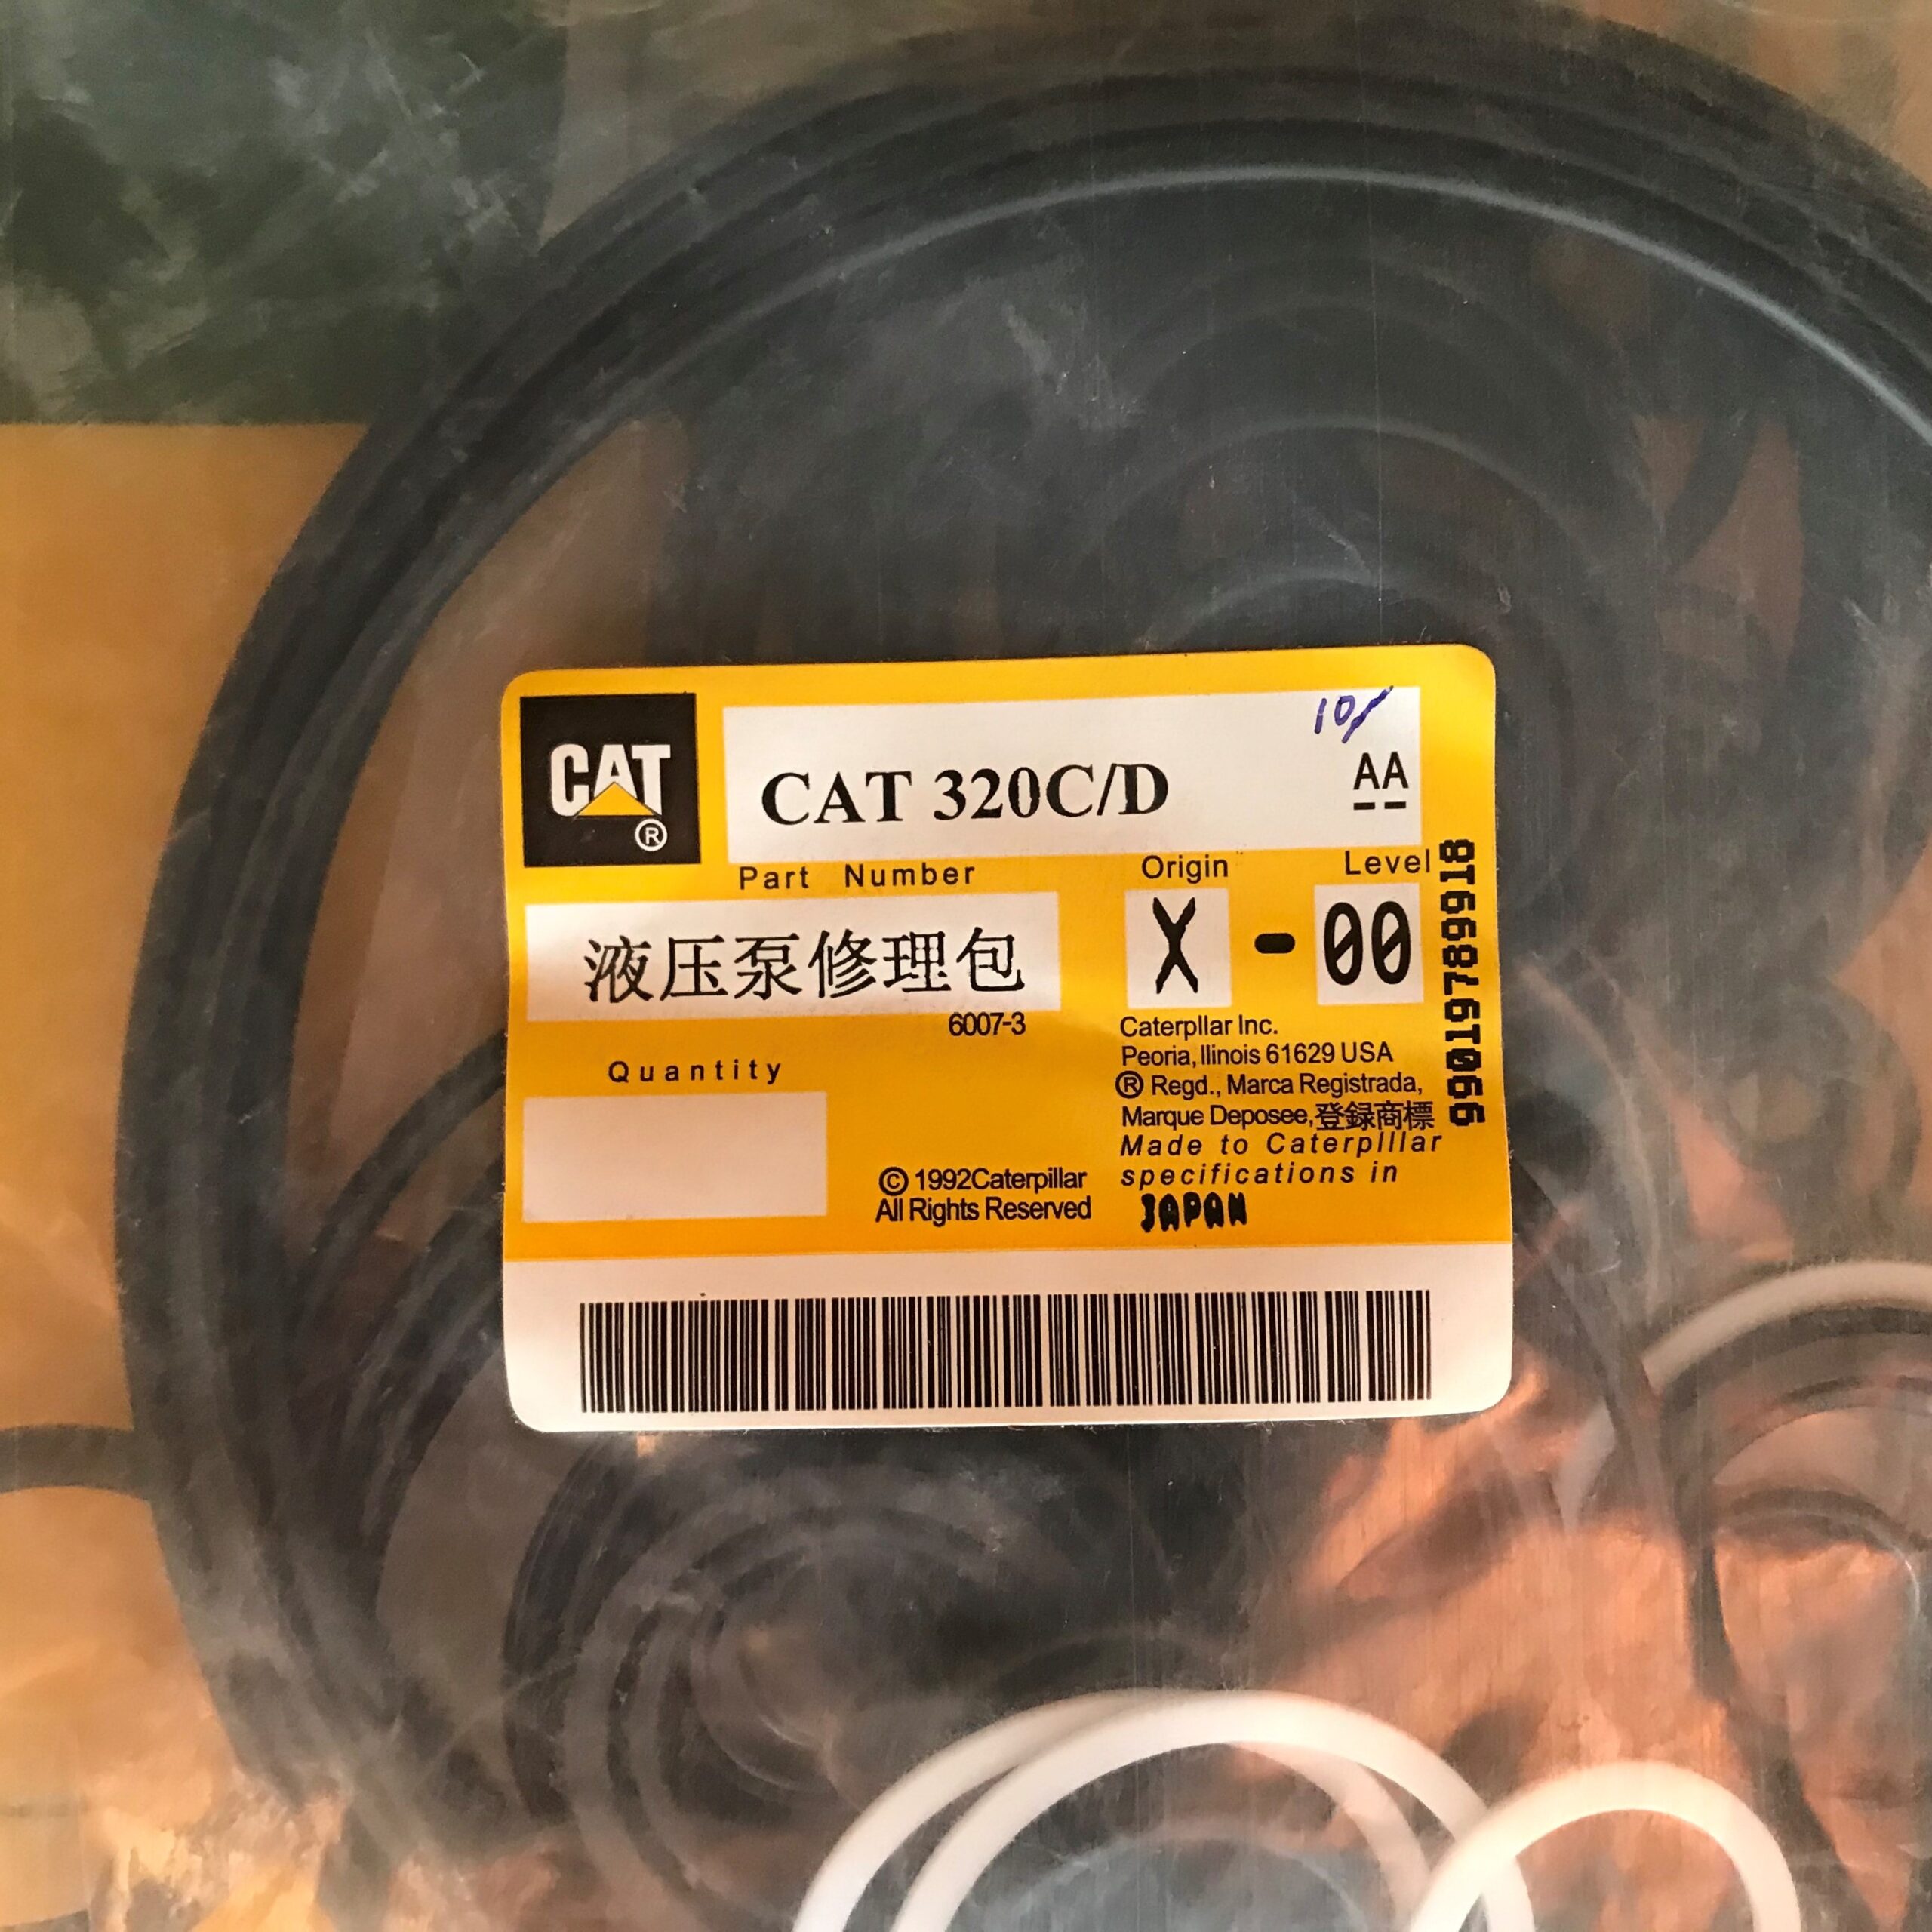 CAT
®
10/
CAT 320C/D
AA
Part Number
Origin
Level
液压泵修理包
X - 00
6007-3
Quantity
Caterpllar Inc.
Peoria, llinois 61629 USA
® Regd., Marca Registrada,
Marque Deposee, 登録商標
Made to Caterplllar
specifications in
JAPAN
© 1992Caterpillar
All Rights Reserved